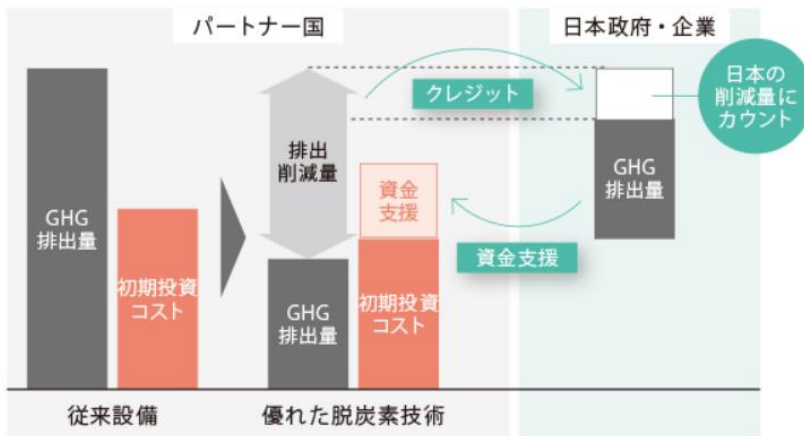 パートナー国
日本政府・企業
クレジット
日本の
削減量に
カウント
排出
削減量
資金
支援
GHG
排出量
GHG
排出量
資金支援
初期投資
コスト
GHG
排出量
初期投資
コスト
従来設備
優れた脱炭素技術